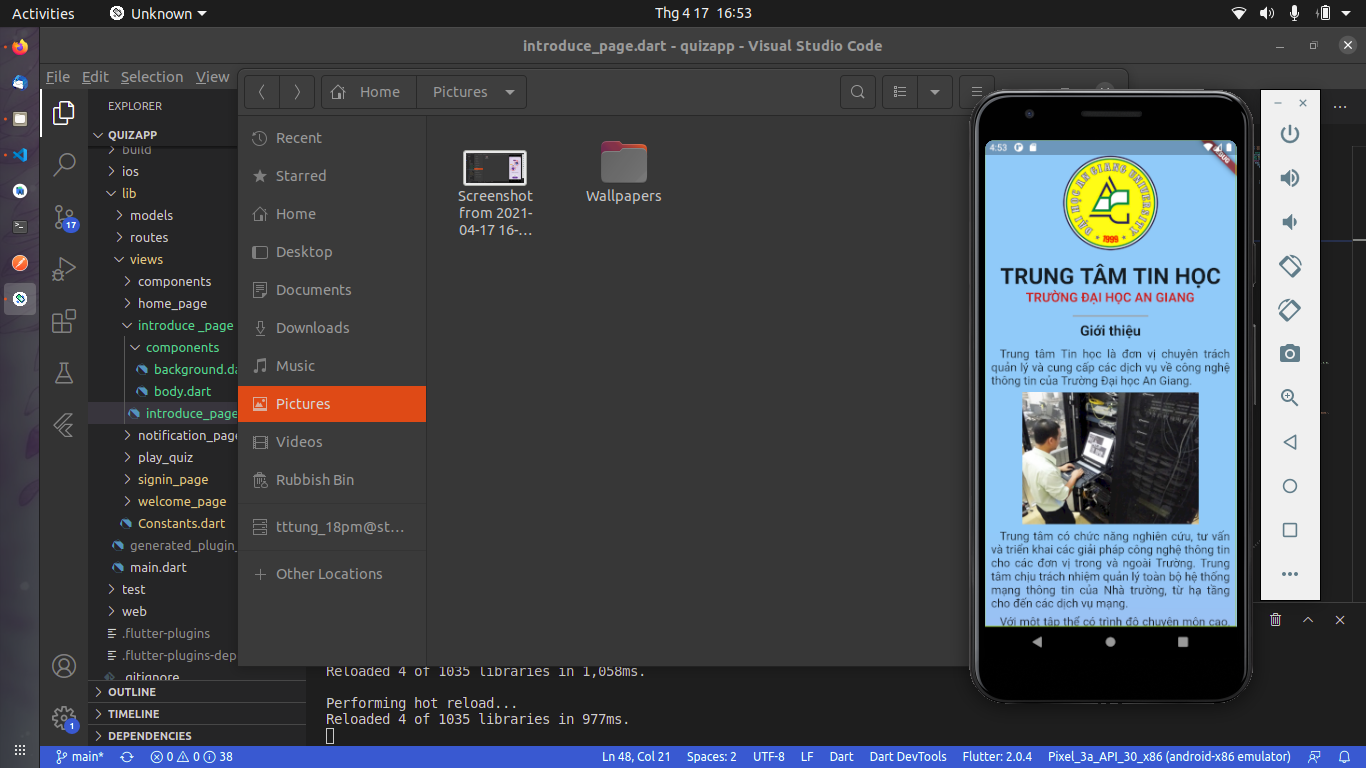 Activities
Unknown
Thg 4 17 16:53
introduce_page.dart - quizapp - Visual Studio Code
File Edit Selection View
EXPLORER
QUIZAPP
build
ios
lib
models
routes
views
components
home_page
introduce _page
components
background.da
body.dart
introduce_page
notification_page
play_quiz
signin_page
welcome_page
Constants.dart
generated_plugin_
main.dart
test
web
.flutter-plugins
.flutter-plugins-dep
.gitignore
OUTLINE
TIMELINE
DEPENDENCIES
17
1
Home
Pictures
Recent
Starred
Home
Desktop
Documents
Downloads
Music
Pictures
Videos
Rubbish Bin
tttung_18pm@st...
Other Locations
Screenshot
from 2021-
04-17 16-...
Wallpapers
4:53
DEBUG
ĐẠI HỌC AN GIANG UNIVERSITY
1999
TRUNG TÂM TIN HỌC
TRƯỜNG ĐẠI HỌC AN GIANG
Giới thiệu
Trung tâm Tin học là đơn vị chuyên trách
quản lý và cung cấp các dịch vụ về công nghệ
thông tin của Trường Đại học An Giang.
Trung tâm có chức năng nghiên cứu, tư vấn
và triển khai các giải pháp công nghệ thông tin
cho các đơn vị trong và ngoài Trường. Trung
tâm chịu trách nhiệm quản lý toàn bộ hệ thống
mạng thông tin của Nhà trường, từ hạ tầng
cho đến các dịch vụ mạng.
Với một tập thể có trình độ chuyên môn cao,
Reloaded 4 of 1035 libraries in 1,058ms.
Performing hot reload...
Reloaded 4 of 1035 libraries in 977ms.
main*
0 0 38
Ln 48, Col 21
Spaces: 2
UTF-8
LF
Dart
Dart DevTools
Flutter: 2.0.4
Pixel_3a_API_30_x86 (android-x86 emulator)